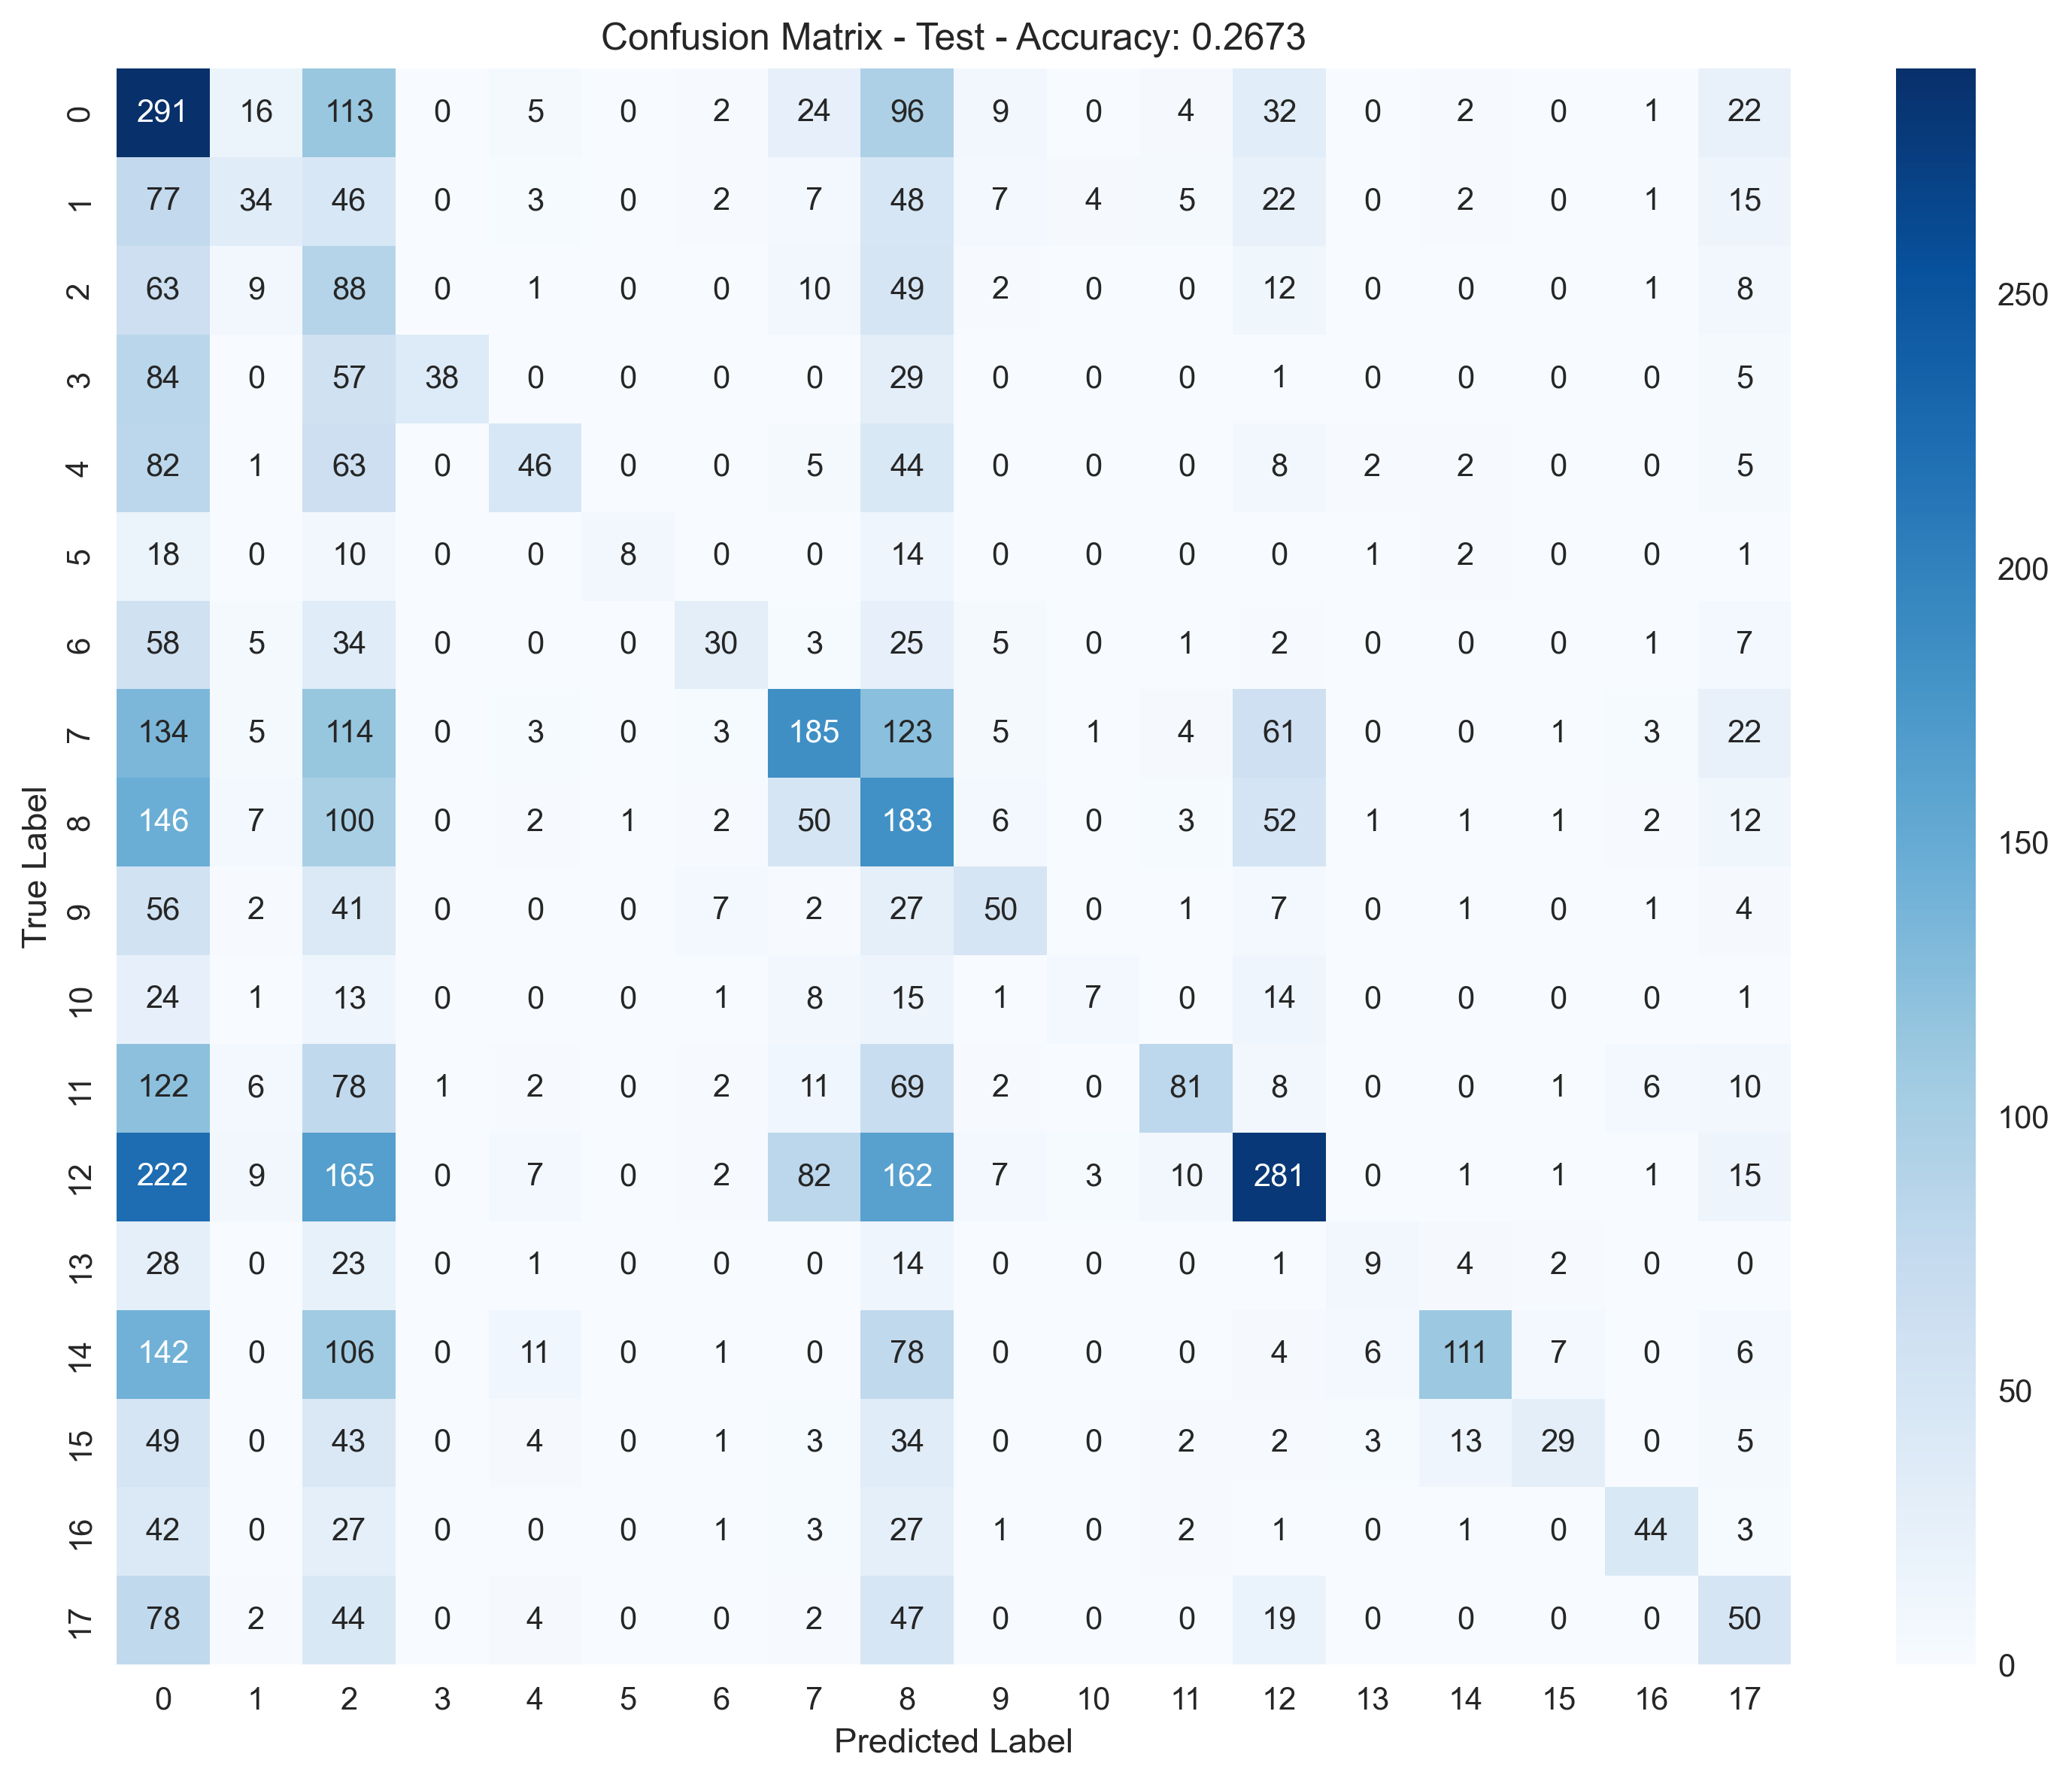 Confusion Matrix - Test - Accuracy: 0.2673
0 291 16 113 0 5 0 2 24 96 9 0 4 32 0 2 0 1 22
1 77 34 46 0 3 0 2 7 48 7 4 5 22 0 2 0 1 15
2 63 9 88 0 1 0 0 10 49 2 0 0 12 0 0 0 1 8
3 84 0 57 38 0 0 0 0 29 0 0 0 1 0 0 0 0 5
4 82 1 63 0 46 0 0 5 44 0 0 0 8 2 2 0 0 5
5 18 0 10 0 0 8 0 0 14 0 0 0 0 1 2 0 0 1
6 58 5 34 0 0 0 30 3 25 5 0 1 2 0 0 0 1 7
7 134 5 114 0 3 0 3 185 123 5 1 4 61 0 0 1 3 22
8 146 7 100 0 2 1 2 50 183 6 0 3 52 1 1 1 2 12
9 56 2 41 0 0 0 7 2 27 50 0 1 7 0 1 0 1 4
10 24 1 13 0 0 0 1 8 15 1 7 0 14 0 0 0 0 1
11 122 6 78 1 2 0 2 11 69 2 0 81 8 0 0 1 6 10
12 222 9 165 0 7 0 2 82 162 7 3 10 281 0 1 1 1 15
13 28 0 23 0 1 0 0 0 14 0 0 0 1 9 4 2 0 0
14 142 0 106 0 11 0 1 0 78 0 0 0 4 6 111 7 0 6
15 49 0 43 0 4 0 1 3 34 0 0 2 2 3 13 29 0 5
16 42 0 27 0 0 0 1 3 27 1 0 2 1 0 1 0 44 3
17 78 2 44 0 4 0 0 2 47 0 0 0 19 0 0 0 0 50
0 1 2 3 4 5 6 7 8 9 10 11 12 13 14 15 16 17
Predicted Label
True Label
250
200
150
100
50
0